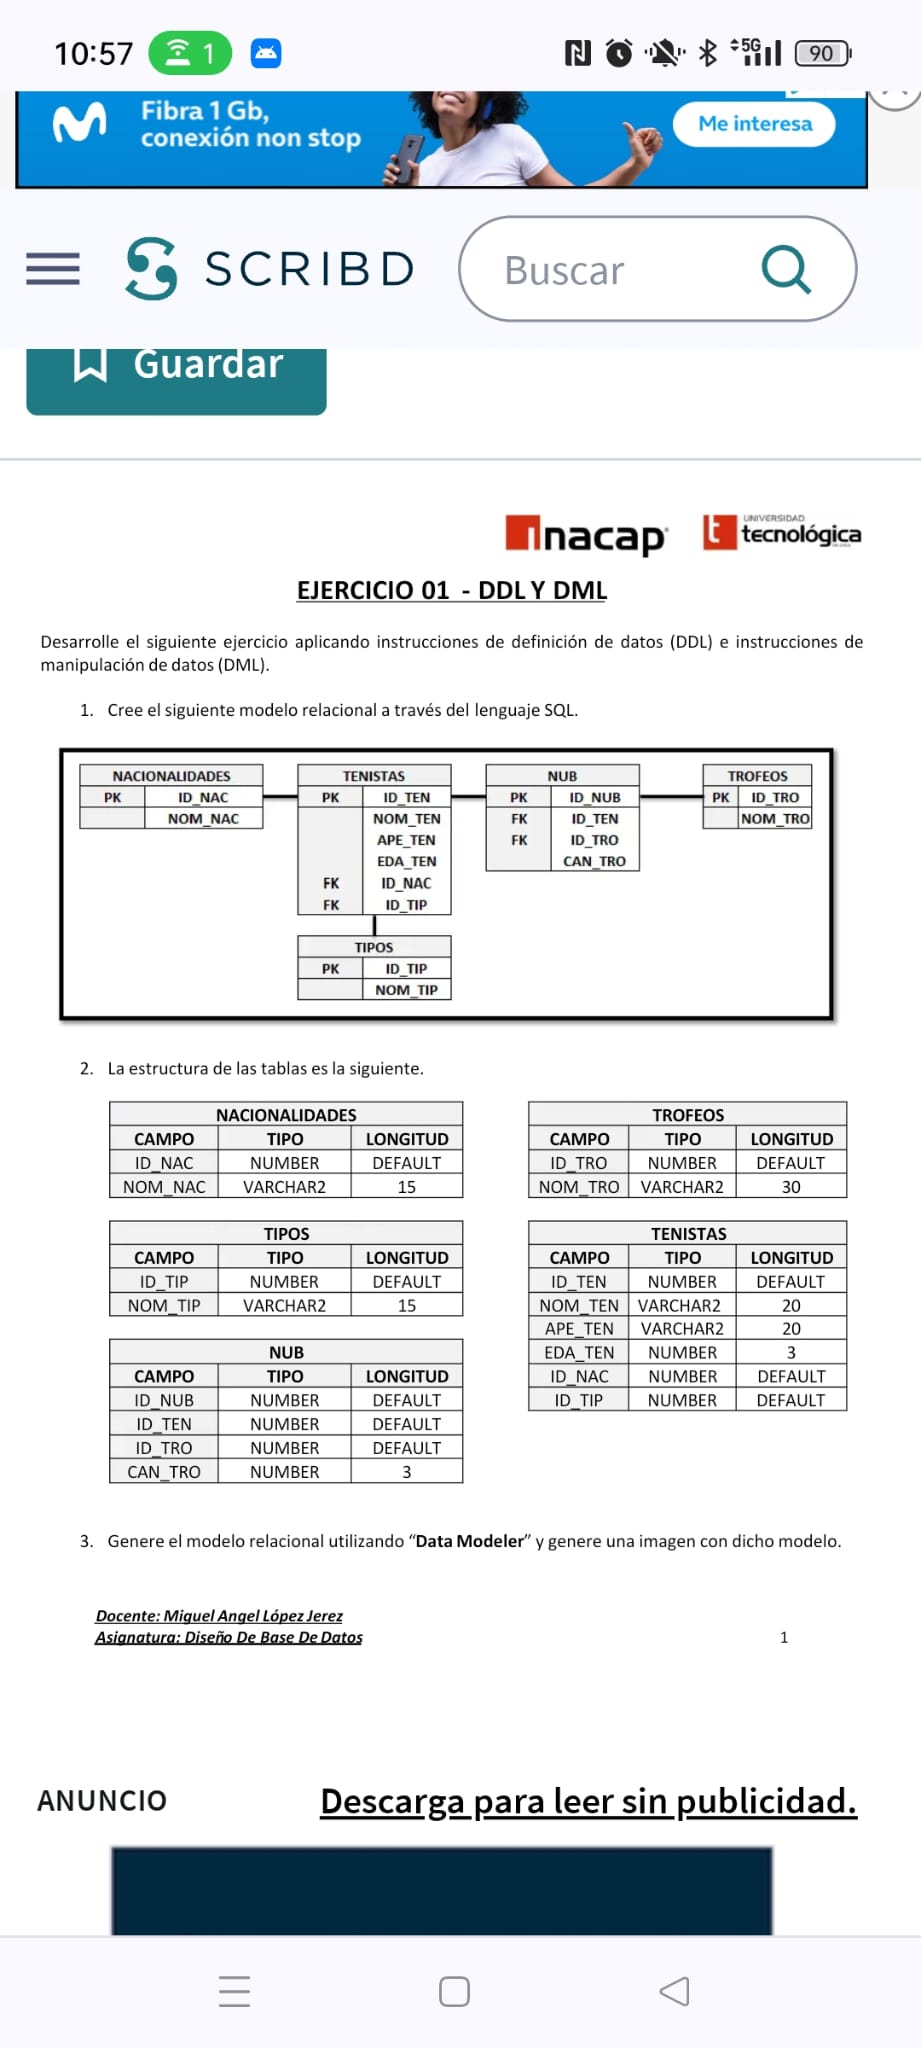 10:57
1
5G
90
Fibra 1 Gb,
conexión non stop
Me interesa
SCRIBD
Buscar
Guardar
ınacap
UNIVERSIDAD
tecnológica
EJERCICIO 01 - DDL Y DML
Desarrolle el siguiente ejercicio aplicando instrucciones de definición de datos (DDL) e instrucciones de
manipulación de datos (DML).
1. Cree el siguiente modelo relacional a través del lenguaje SQL.
NACIONALIDADES
PK ID_NAC
NOM_NAC
TENISTAS
PK ID_TEN
NOM_TEN
APE_TEN
EDA_TEN
FK ID_NAC
FK ID_TIP
NUB
PK ID_NUB
FK ID_TEN
FK ID_TRO
CAN_TRO
TROFEOS
PK ID_TRO
NOM_TRO
TIPOS
PK ID_TIP
NOM_TIP
2. La estructura de las tablas es la siguiente.
NACIONALIDADES
CAMPO TIPO LONGITUD
ID_NAC NUMBER DEFAULT
NOM_NAC VARCHAR2 15
TROFEOS
CAMPO TIPO LONGITUD
ID_TRO NUMBER DEFAULT
NOM_TRO VARCHAR2 30
TIPOS
CAMPO TIPO LONGITUD
ID_TIP NUMBER DEFAULT
NOM_TIP VARCHAR2 15
TENISTAS
CAMPO TIPO LONGITUD
ID_TEN NUMBER DEFAULT
NOM_TEN VARCHAR2 20
APE_TEN VARCHAR2 20
EDA_TEN NUMBER 3
ID_NAC NUMBER DEFAULT
ID_TIP NUMBER DEFAULT
NUB
CAMPO TIPO LONGITUD
ID_NUB NUMBER DEFAULT
ID_TEN NUMBER DEFAULT
ID_TRO NUMBER DEFAULT
CAN_TRO NUMBER 3
3. Genere el modelo relacional utilizando “Data Modeler” y genere una imagen con dicho modelo.
Docente: Miguel Angel López Jerez
Asignatura: Diseño De Base De Datos
1
ANUNCIO
Descarga para leer sin publicidad.